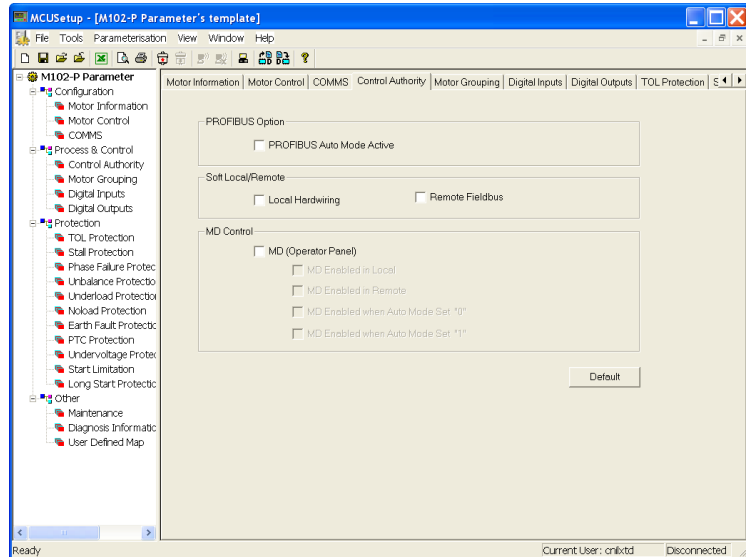 MCUSetup - [M102-P Parameter's template]
File Tools Parameterisation View Window Help
M102-P Parameter
Configuration
Motor Information
Motor Control
COMMS
Process & Control
Control Authority
Motor Grouping
Digital Inputs
Digital Outputs
Protection
TOL Protection
Stall Protection
Phase Failure Protec
Unbalance Protectio
Underload Protection
Noload Protection
Earth Fault Protectic
PTC Protection
Undervoltage Protec
Start Limitation
Long Start Protectic
Other
Maintenance
Diagnosis Informatic
User Defined Map
Motor Information Motor Control COMMS Control Authority Motor Grouping Digital Inputs Digital Outputs TOL Protection S
PROFIBUS Option
PROFIBUS Auto Mode Active
Soft Local/Remote
Local Hardwiring Remote Fieldbus
MD Control
MD (Operator Panel)
MD Enabled in Local
MD Enabled in Remote
MD Enabled when Auto Mode Set "0"
MD Enabled when Auto Mode Set "1"
Default
Ready Current User: cnilxtd Disconnected